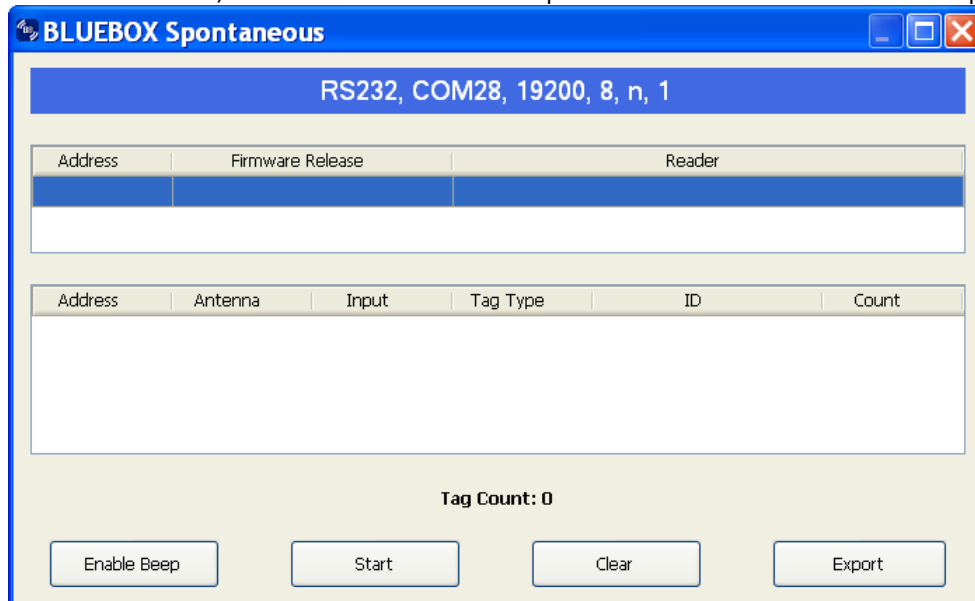 BLUEBOX Spontaneous
RS232, COM28, 19200, 8, n, 1
Address Firmware Release Reader
Address Antenna Input Tag Type ID Count
Tag Count: 0
Enable Beep Start Clear Export